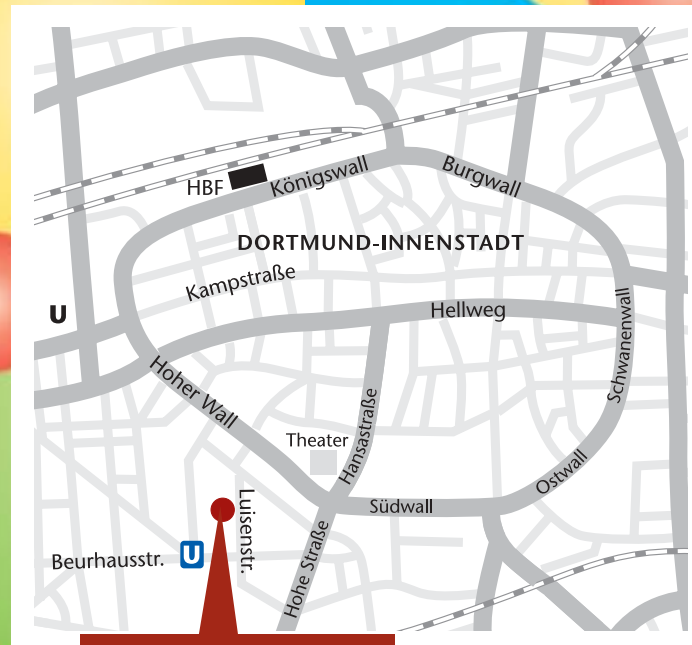 HBF
Königswall
Burgwall
DORTMUND-INNENSTADT
Kampstraße
U
Hellweg
Schwanenwall
Hoher Wall
Hansastraße
Theater
Ostwall
Südwall
Luisenstr.
Beurhausstr.
U
Hohe Straße